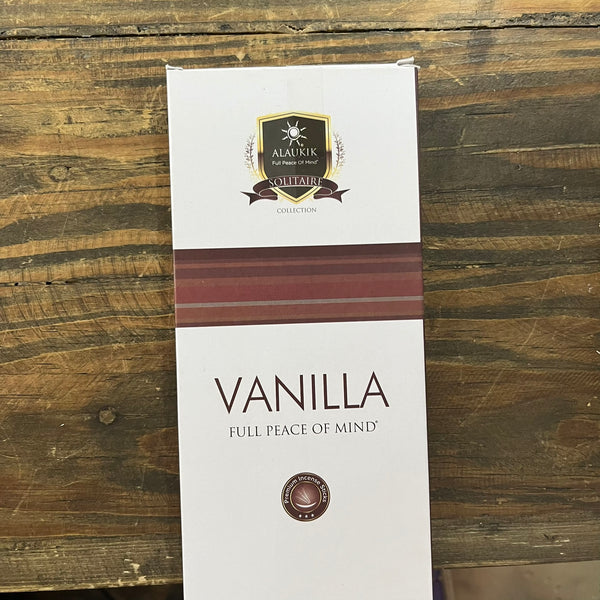 ALAUKIK®
Full Peace Of Mind®
SOLITAIRE
COLLECTION
VANILLA
FULL PEACE OF MIND®
Premium Incense Sticks